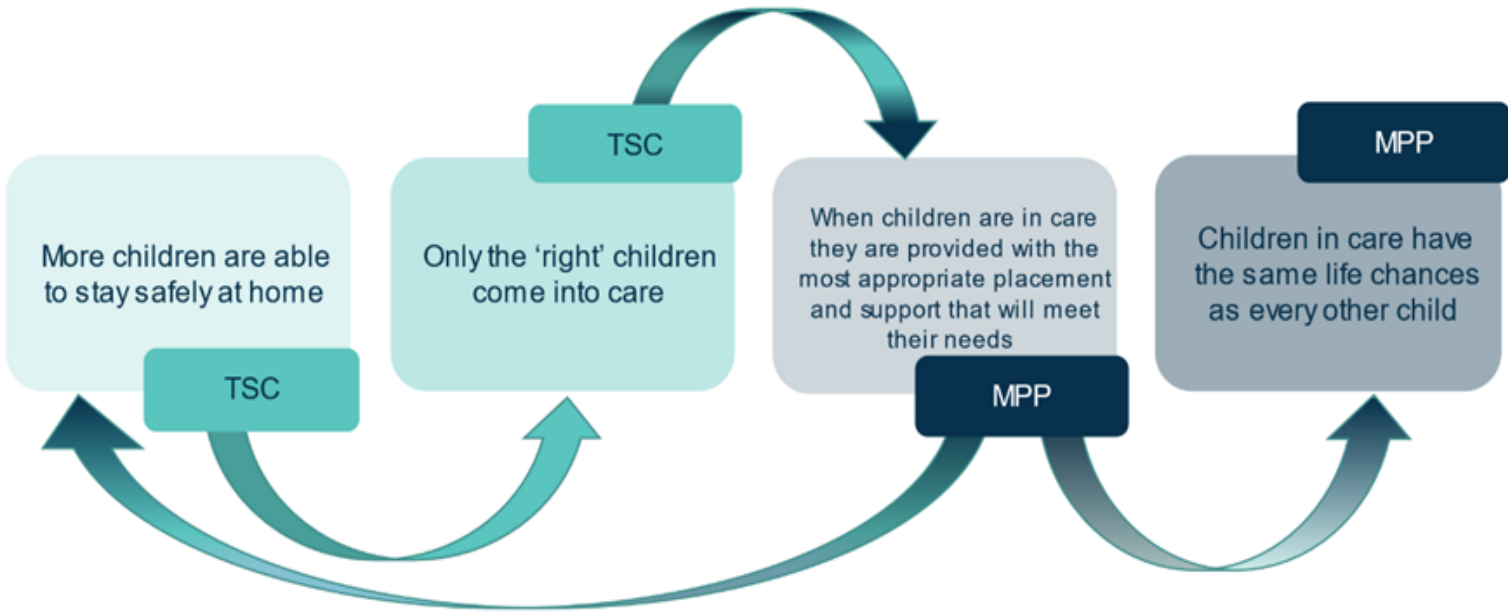 More children are able
to stay safely at home
TSC
TSC
Only the ‘right’ children
come into care
When children are in care
they are provided with the
most appropriate placement
and support that will meet
their needs
MPP
MPP
Children in care have
the same life chances
as every other child